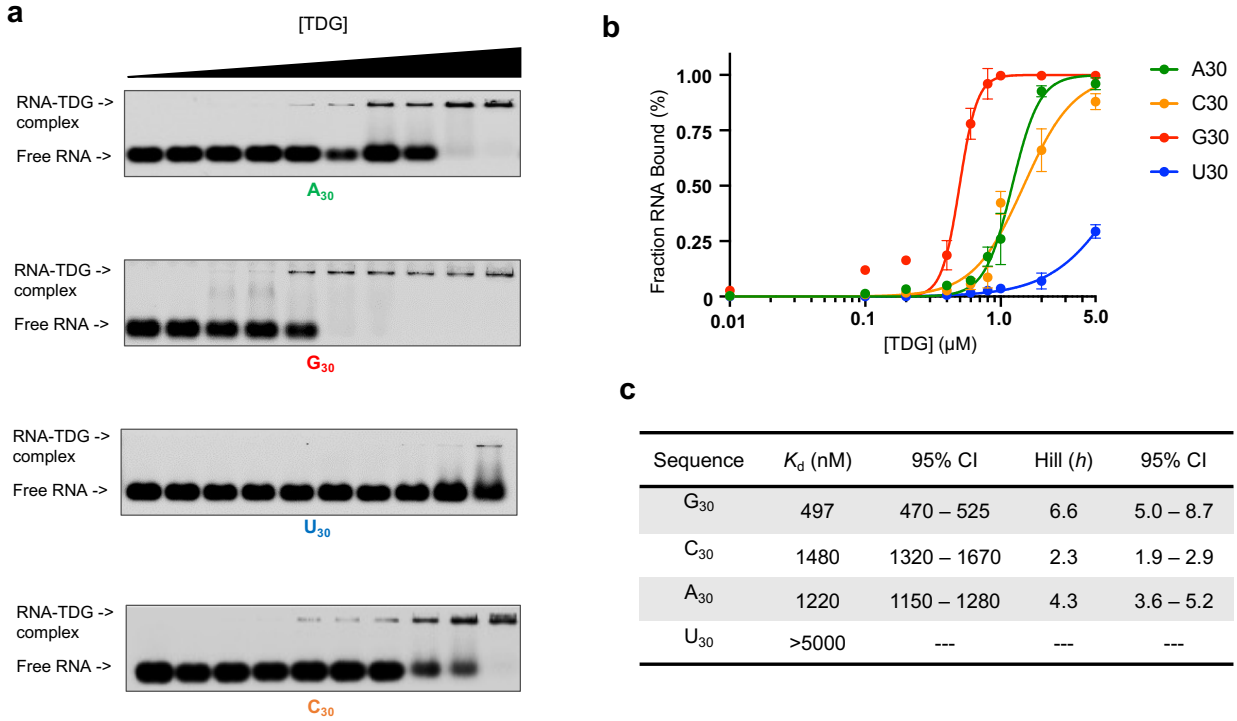 a
[TDG]
RNA-TDG ->
complex
Free RNA ->
A30
RNA-TDG ->
complex
Free RNA ->
G30
RNA-TDG ->
complex
Free RNA ->
U30
RNA-TDG ->
complex
Free RNA ->
C30
b
Fraction RNA Bound (%)
1.00
0.75
0.50
0.25
0
0.01
0.1
1.0
5.0
[TDG] (µM)
A30
C30
G30
U30
c
Sequence Kd (nM) 95% CI Hill (h) 95% CI
G30 497 470 – 525 6.6 5.0 – 8.7
C30 1480 1320 – 1670 2.3 1.9 – 2.9
A30 1220 1150 – 1280 4.3 3.6 – 5.2
U30 >5000 --- --- ---